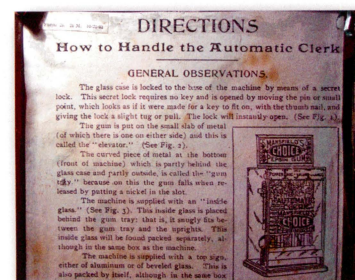 DIRECTIONS
How to Handle the Automatic Clerk
GENERAL OBSERVATIONS.
The glass case is locked to the base of the machine by means of a secret
lock. This secret lock requires no key and is opened by moving the pin or small
point, which looks as if it were made for a key to fit on, with the thumb nail, and
giving the lock a slight tug or pull. The lock will instantly open. (See Fig. 1).
The gum is put on the small slab of metal
(of which there is one on either side) and this is
called the "elevator." (See Fig. 2).
The curved piece of metal at the bottom
(front of machine) which is partly behind the
glass case and partly outside, is called the "gum
tray," because on this the gum falls when re-
leased by putting a nickel in the slot.
The machine is supplied with an "inside
glass." (See Fig. 3). This inside glass is placed
behind the gum tray; that is, it snugly fits be-
tween the gum tray and the uprights. This
inside glass will be found packed separately, al-
though in the same box as the machine.
The machine is supplied with a top sign,
either of aluminum or of beveled glass. This is
also packed by itself, although in the same box
CHOICE